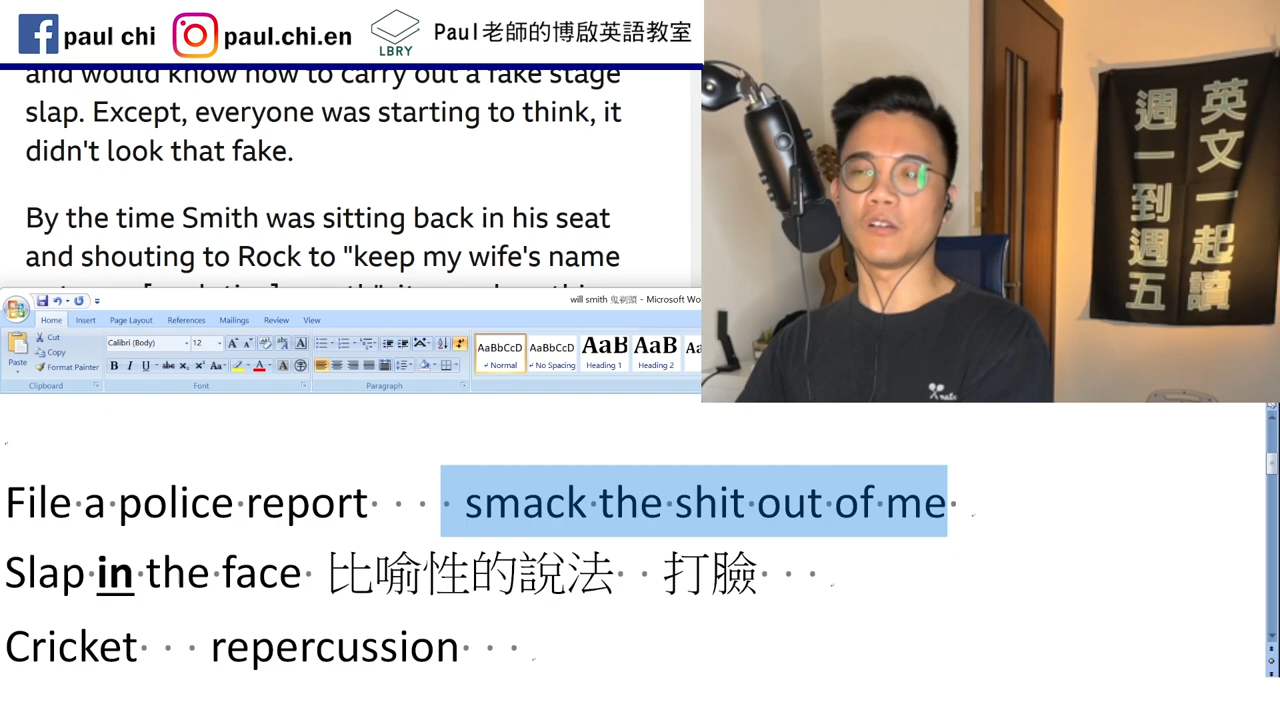 paul chi paul.chi.en LBRY Paul老師的博啟英語教室
and would know how to carry out a fake stage
slap. Except, everyone was starting to think, it
didn't look that fake.
By the time Smith was sitting back in his seat
and shouting to Rock to "keep my wife's name
will smith 鬼剃頭 - Microsoft Wo
Home Insert Page Layout References Mailings Review View
Cut
Copy
Format Painter
Paste
Clipboard
Calibri (Body) 12
Font
Paragraph
AaBbCcD AaBbCcD AaBbC AaB
Normal No Spacing Heading 1 Heading 2
英文一起讀
週一到週五
File a police report smack the shit out of me
Slap in the face 比喻性的說法 打臉
Cricket repercussion